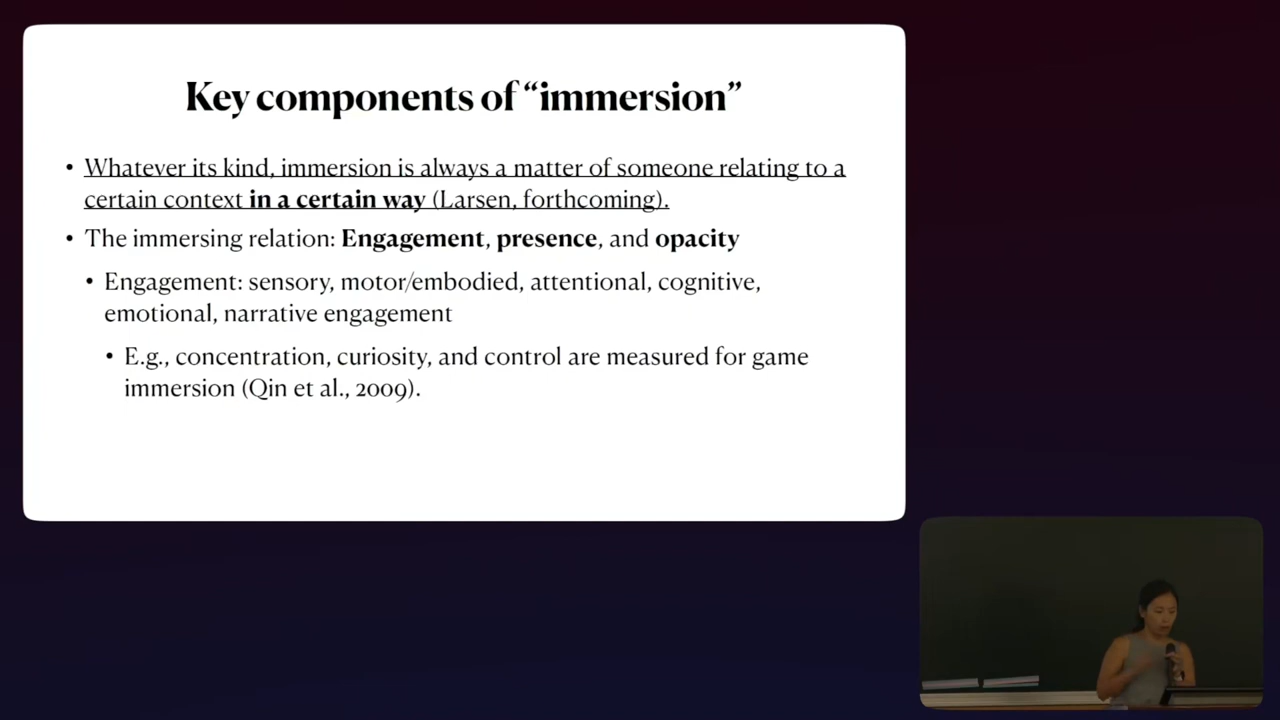 Key components of “immersion”
• Whatever its kind, immersion is always a matter of someone relating to a
certain context in a certain way (Larsen, forthcoming).
• The immersing relation: Engagement, presence, and opacity
• Engagement: sensory, motor/embodied, attentional, cognitive,
emotional, narrative engagement
• E.g., concentration, curiosity, and control are measured for game
immersion (Qin et al., 2009).